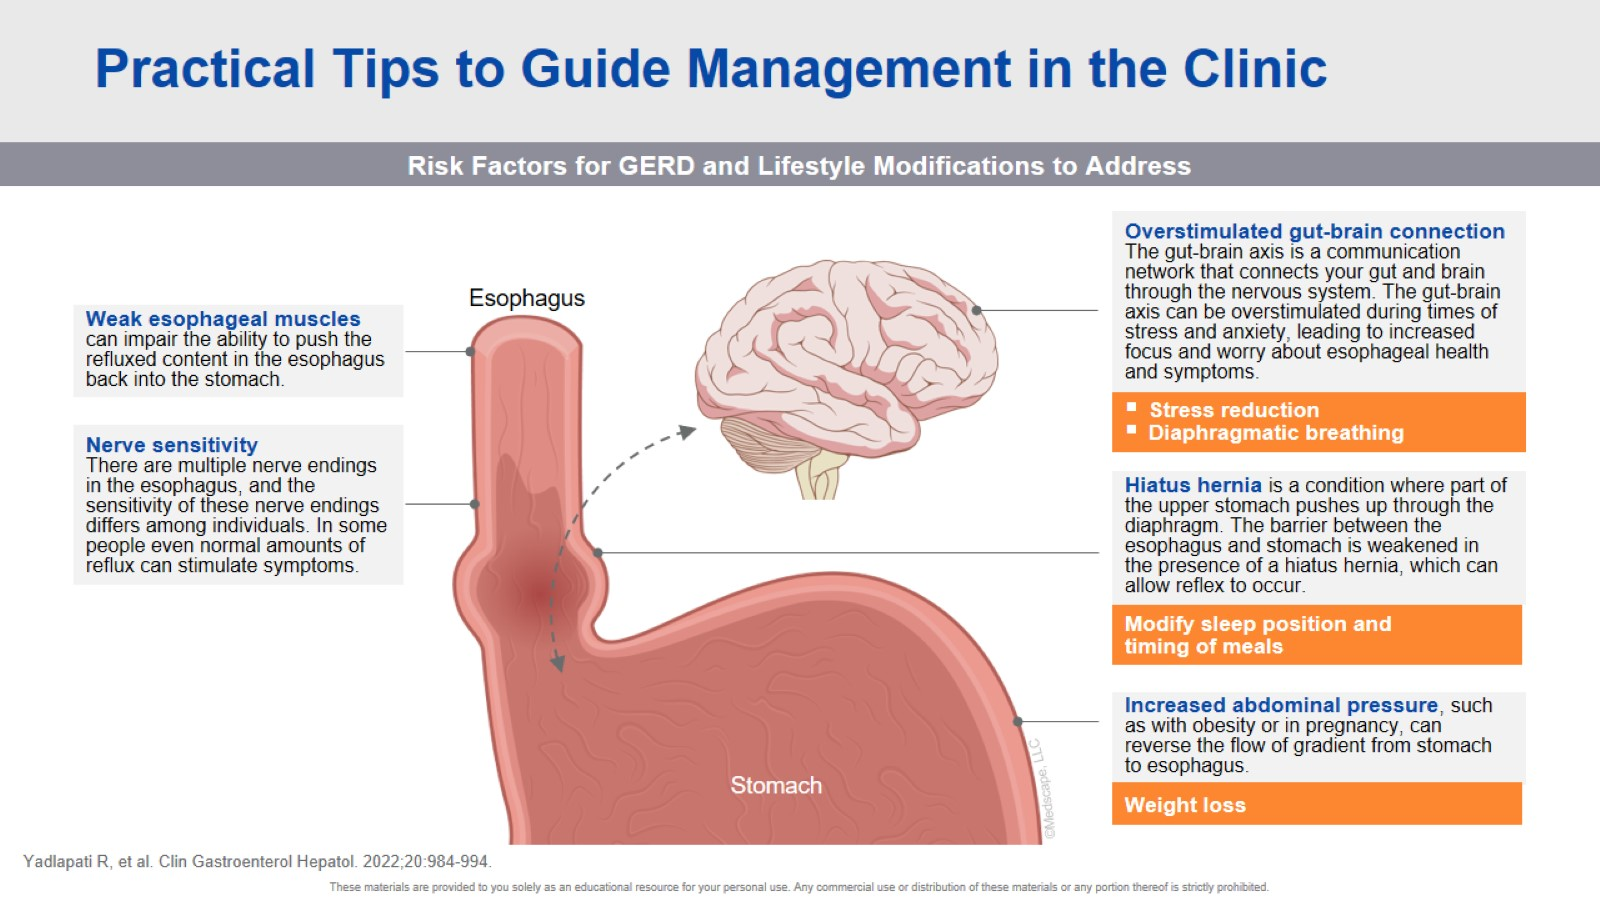 Practical Tips to Guide Management in the Clinic
Risk Factors for GERD and Lifestyle Modifications to Address
Esophagus
Weak esophageal muscles
can impair the ability to push the
refluxed content in the esophagus
back into the stomach.
Nerve sensitivity
There are multiple nerve endings
in the esophagus, and the
sensitivity of these nerve endings
differs among individuals. In some
people even normal amounts of
reflux can stimulate symptoms.
Overstimulated gut-brain connection
The gut-brain axis is a communication
network that connects your gut and brain
through the nervous system. The gut-brain
axis can be overstimulated during times of
stress and anxiety, leading to increased
focus and worry about esophageal health
and symptoms.
▪ Stress reduction
▪ Diaphragmatic breathing
Hiatus hernia is a condition where part of
the upper stomach pushes up through the
diaphragm. The barrier between the
esophagus and stomach is weakened in
the presence of a hiatus hernia, which can
allow reflex to occur.
Modify sleep position and
timing of meals
Increased abdominal pressure, such
as with obesity or in pregnancy, can
reverse the flow of gradient from stomach
to esophagus.
Weight loss
Stomach
©Medscape, LLC
Yadlapati R, et al. Clin Gastroenterol Hepatol. 2022;20:984-994.
These materials are provided to you solely as an educational resource for your personal use. Any commercial use or distribution of these materials or any portion thereof is strictly prohibited.